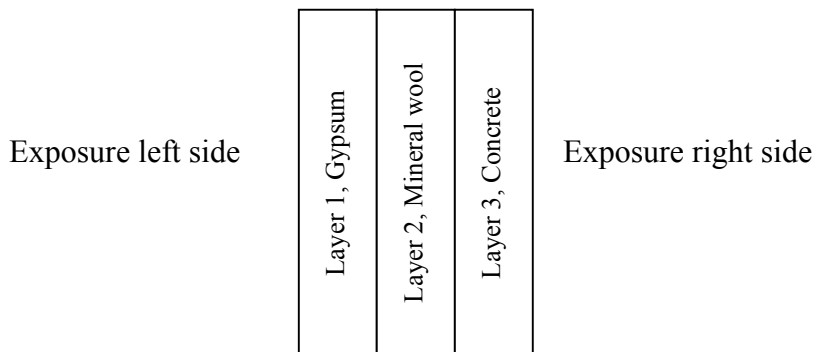 Exposure left side
Layer 1, Gypsum
Layer 2, Mineral wool
Layer 3, Concrete
Exposure right side